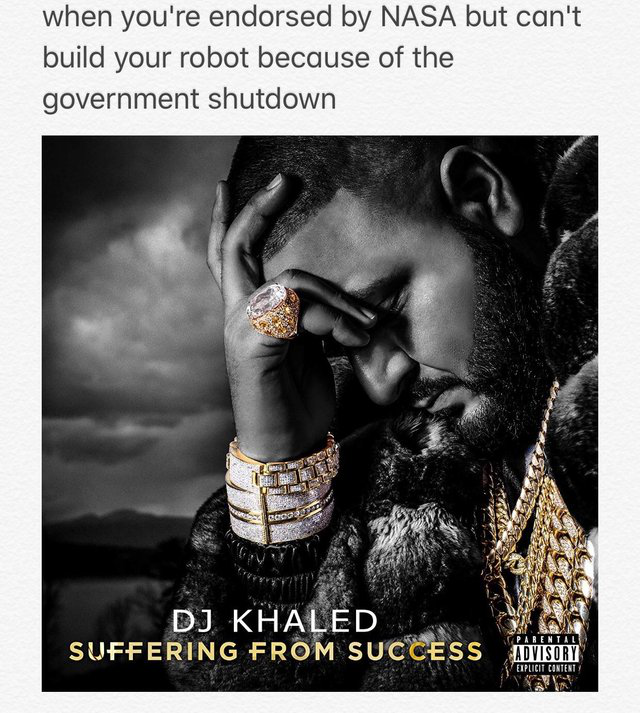 when you're endorsed by NASA but can't
build your robot because of the
government shutdown
DJ KHALED
SUFFERING FROM SUCCESS
PARENTAL
ADVISORY
EXPLICIT CONTENT